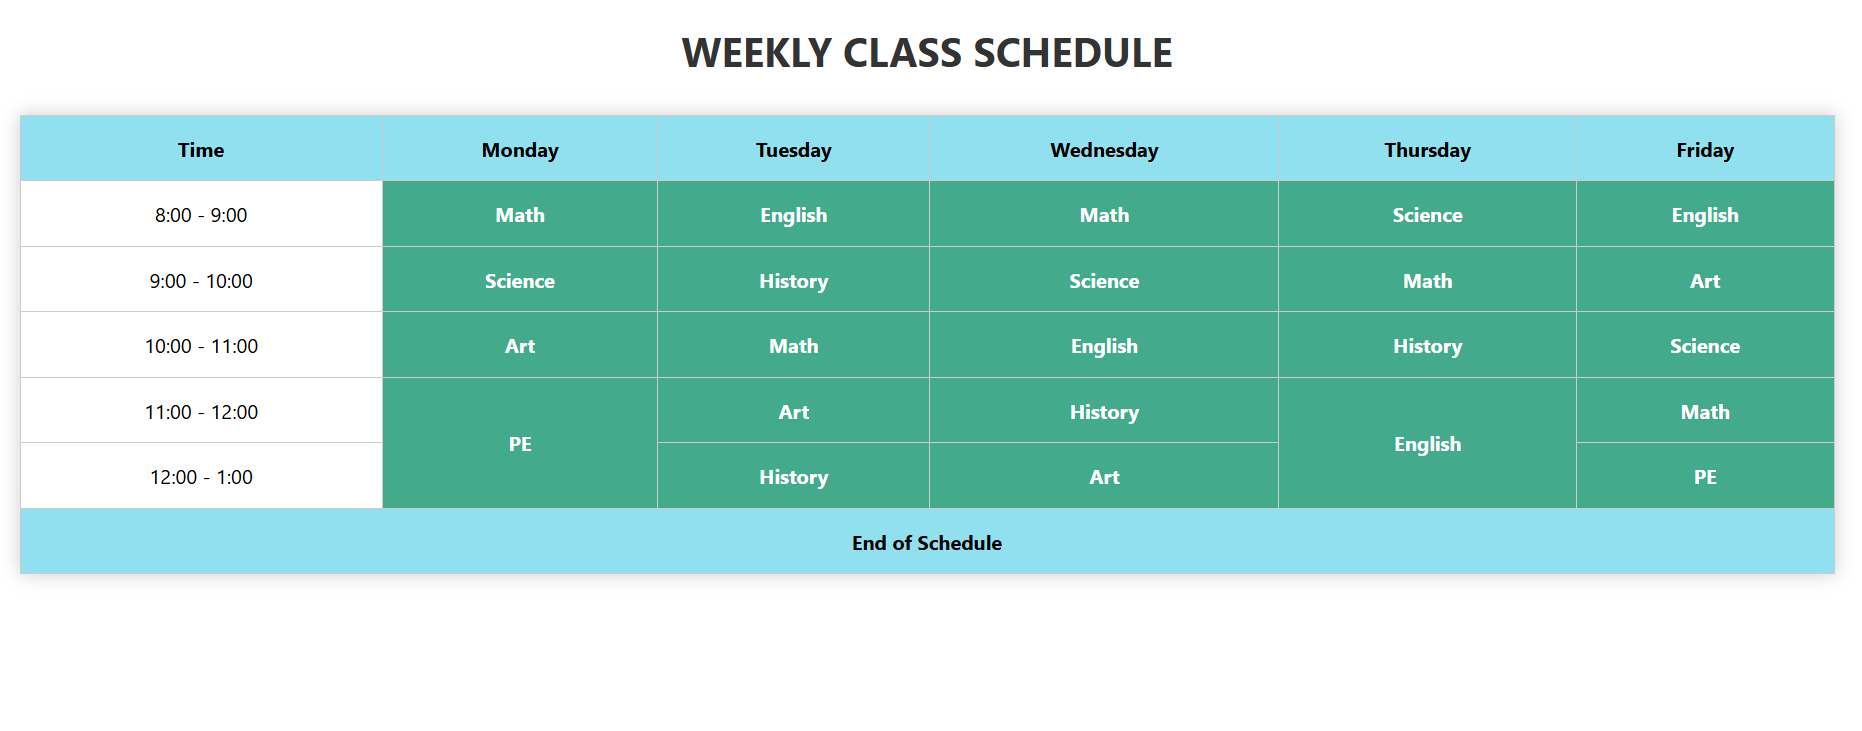 WEEKLY CLASS SCHEDULE
Time Monday Tuesday Wednesday Thursday Friday
8:00 - 9:00 Math English Math Science English
9:00 - 10:00 Science History Science Math Art
10:00 - 11:00 Art Math English History Science
11:00 - 12:00 PE Art History English Math
12:00 - 1:00 History Art PE
End of Schedule